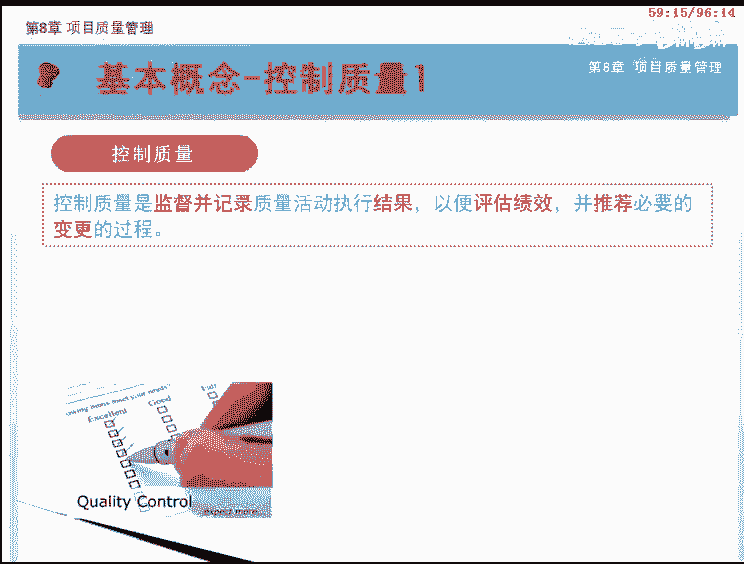 59:15/96:14
第8章 项目质量管理
第8章 项目质量管理
基本概念-控制质量1
控制质量
控制质量是监督并记录质量活动执行结果，以便评估绩效，并推荐必要的
变更的过程。
Excellent
Good
Quality Control